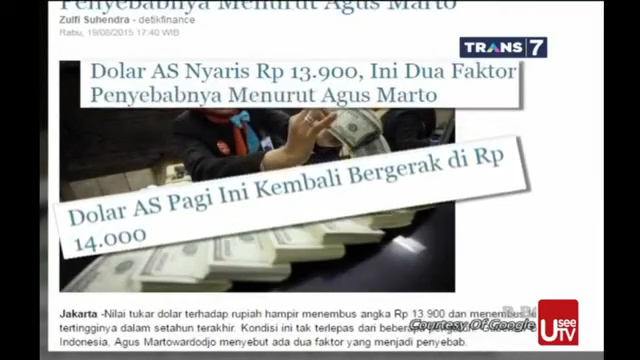 Penyebabnya Menurut Agus Marto
Zulfi Suhendra - detikfinance
Rabu, 19/08/2015 17:40 WIB
TRANS 7
Dolar AS Nyaris Rp 13.900, Ini Dua Faktor
Penyebabnya Menurut Agus Marto
Dolar AS Pagi Ini Kembali Bergerak di Rp
14.000
Jakarta -Nilai tukar dolar terhadap rupiah hampir menembus angka Rp 13.900 dan menembus
tertingginya dalam setahun terakhir. Kondisi ini tak terlepas dari beberapa
Indonesia, Agus Martowardodjo menyebut ada dua faktor yang menjadi penyebab.
Courtesy Of Google
U see TV